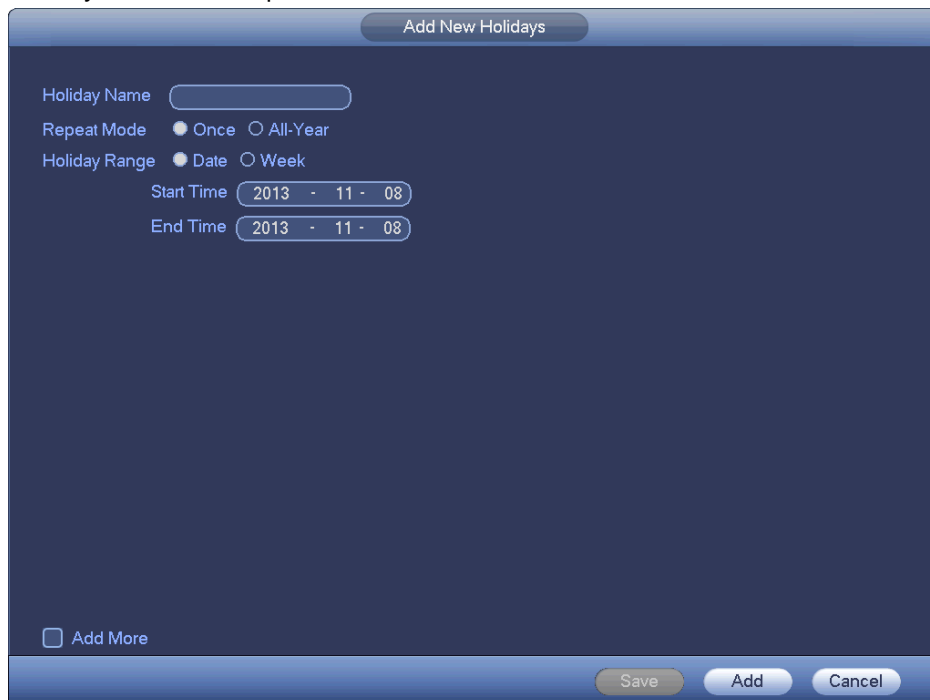 Add New Holidays
Holiday Name
Repeat Mode Once All-Year
Holiday Range Date Week
Start Time 2013 - 11 - 08
End Time 2013 - 11 - 08
Add More
Save Add Cancel